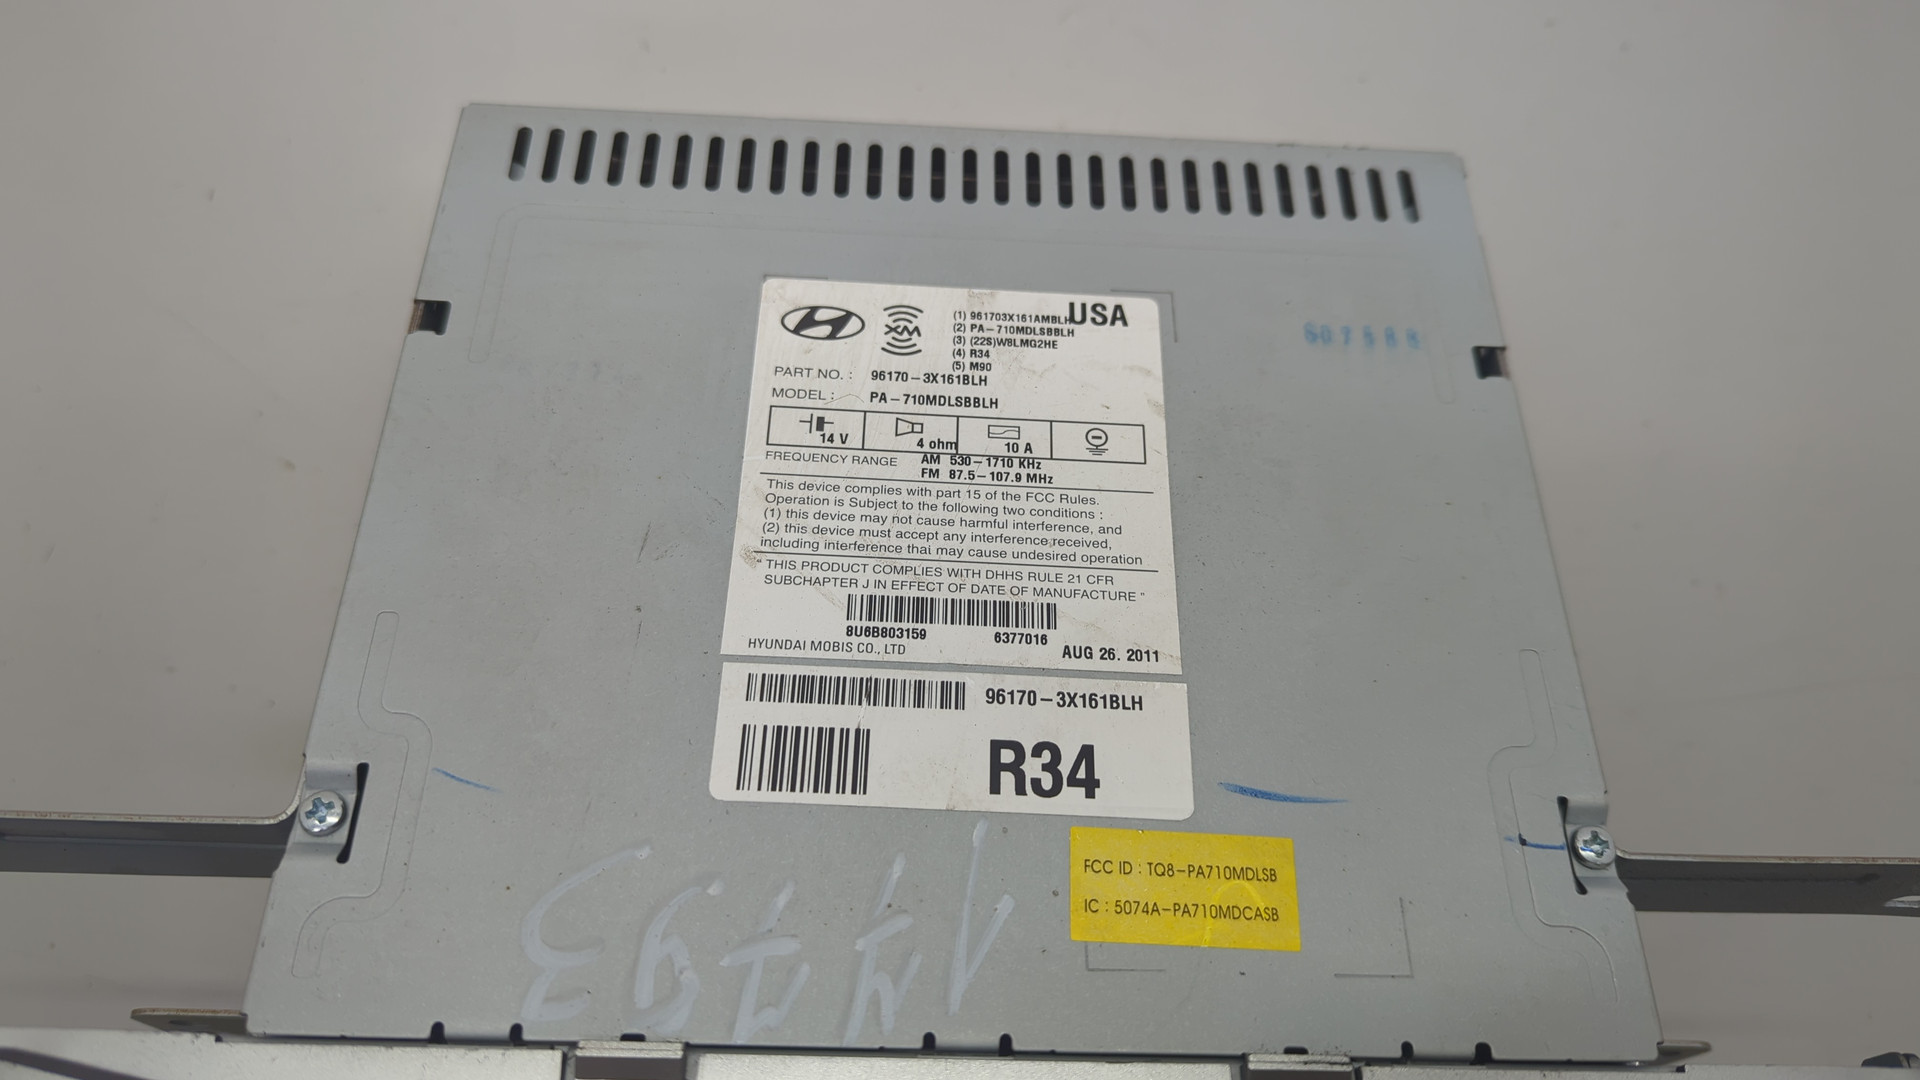 USA
XM
(1) 961703X161AMBLH
(2) PA-710MDLSBBLH
(3) (22S)W8LMG2HE
(4) R34
(5) M90
PART NO. : 96170-3X161BLH
MODEL : PA-710MDLSBBLH
14 V 4 ohm 10 A
FREQUENCY RANGE AM 530-1710 KHz
FM 87.5-107.9 MHz
This device complies with part 15 of the FCC Rules.
Operation is Subject to the following two conditions :
(1) this device may not cause harmful interference, and
(2) this device must accept any interference received,
including interference that may cause undesired operation
" THIS PRODUCT COMPLIES WITH DHHS RULE 21 CFR
SUBCHAPTER J IN EFFECT OF DATE OF MANUFACTURE "
8U6B803159 6377016
HYUNDAI MOBIS CO., LTD AUG 26. 2011
96170-3X161BLH
R34
FCC ID : TQ8-PA710MDLSB
IC : 5074A-PA710MDCASB